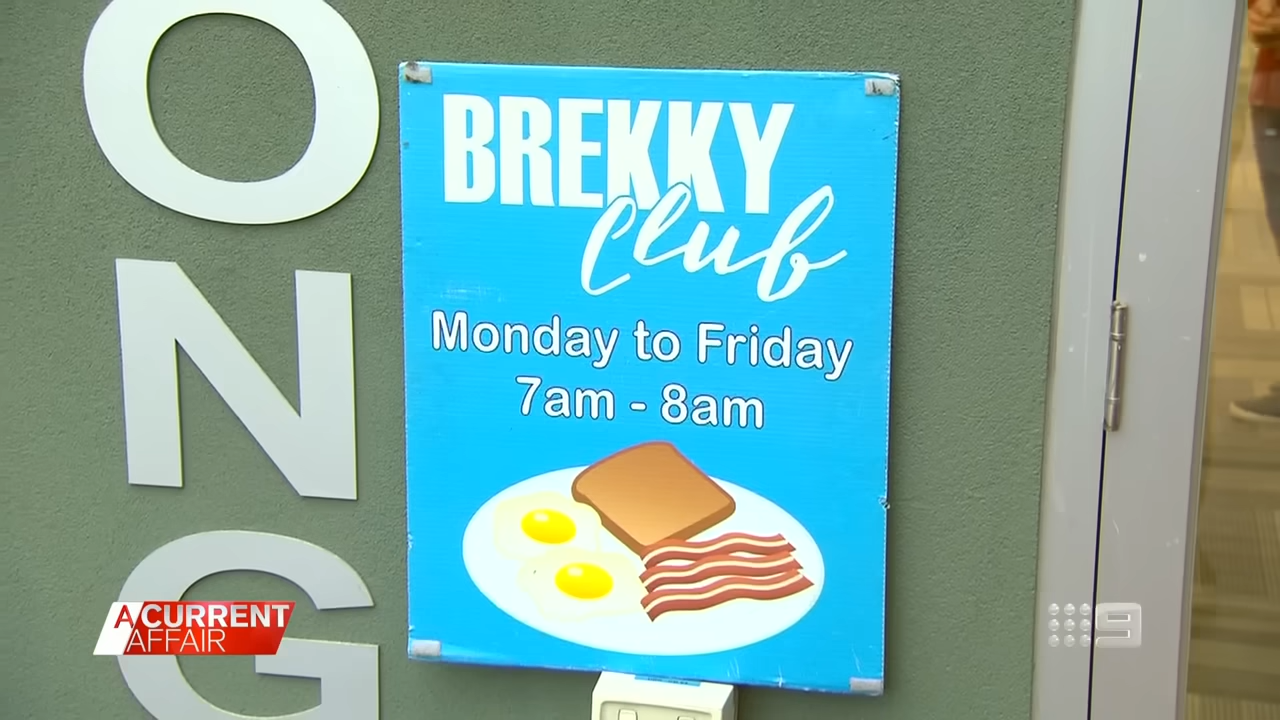 O
N
G
BREKKY
Club
Monday to Friday
7am - 8am
A CURRENT
AFFAIR
9